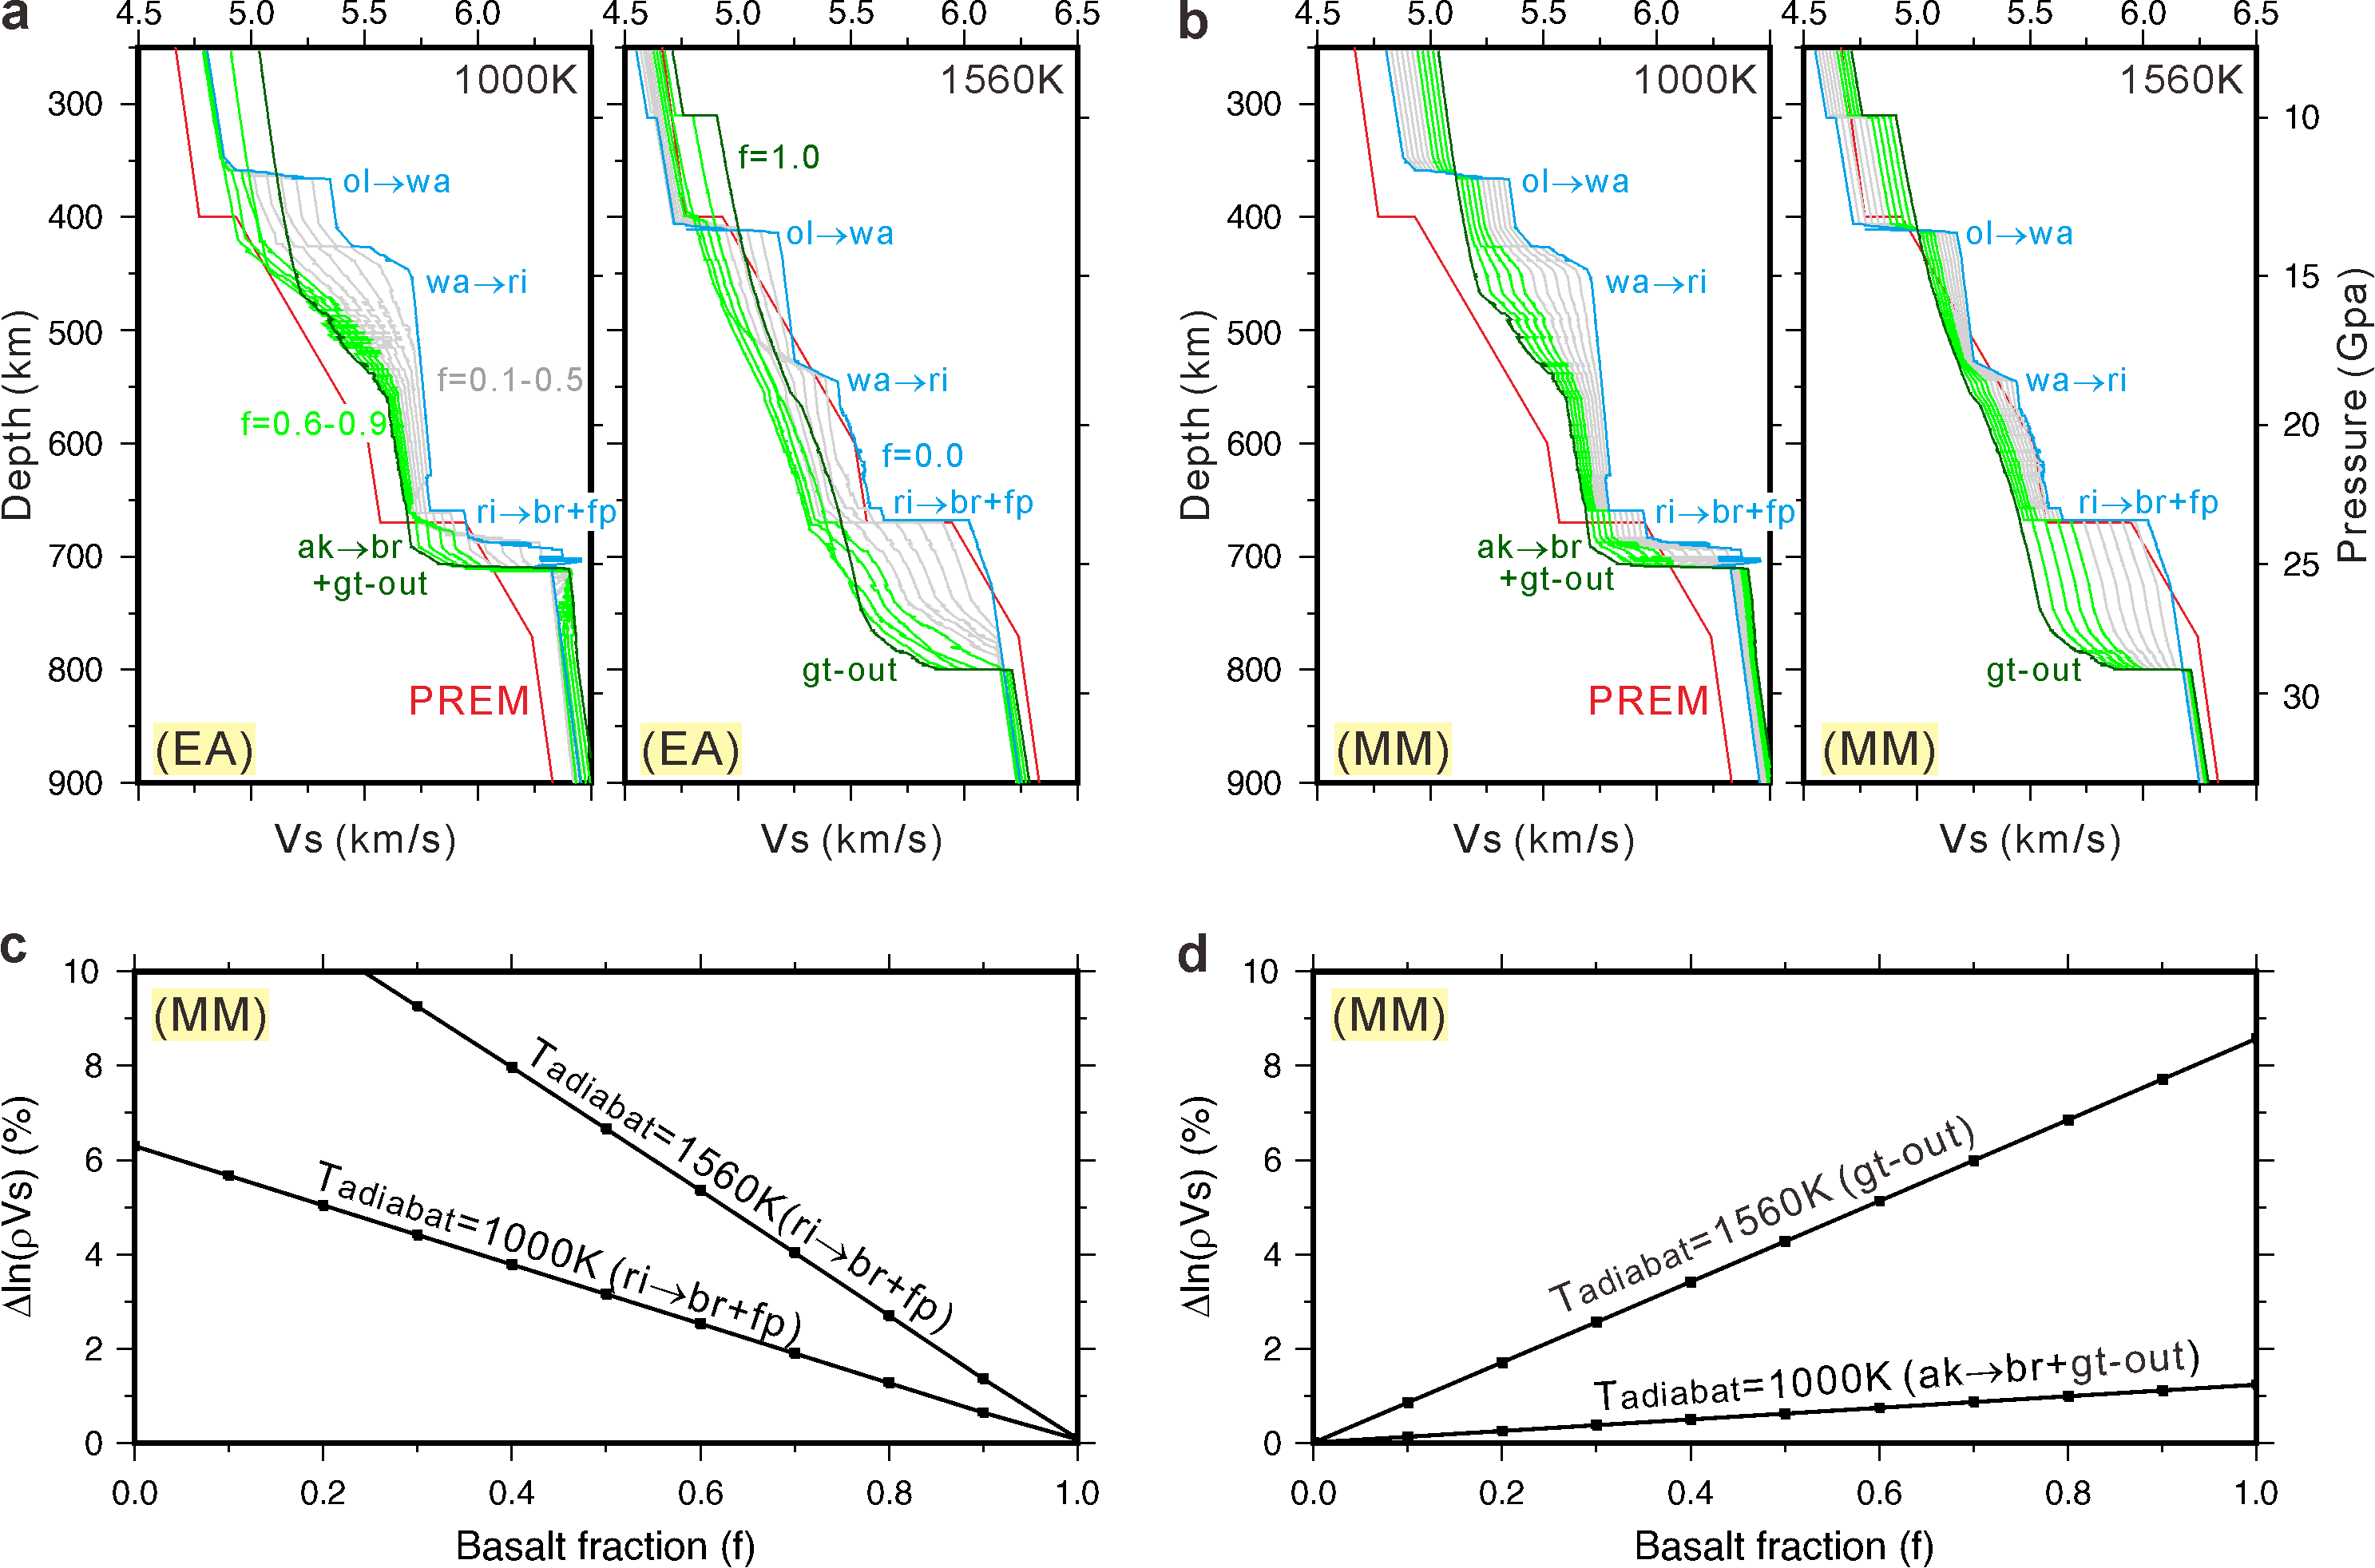 a
4.5 5.0 5.5 6.0
4.5 5.0 5.5 6.0 6.5
b
4.5 5.0 5.5 6.0
4.5 5.0 5.5 6.0 6.5
1000K
1560K
1000K
1560K
300
400
500
600
700
800
900
Depth (km)
ol→wa
wa→ri
f=0.1-0.5
f=0.6-0.9
ri→br+fp
ak→br
+gt-out
PREM
(EA)
Vs (km/s)
f=1.0
ol→wa
wa→ri
f=0.0
ri→br+fp
gt-out
(EA)
Vs (km/s)
300
400
500
600
700
800
900
Depth (km)
ol→wa
wa→ri
ri→br+fp
ak→br
+gt-out
PREM
(MM)
Vs (km/s)
ol→wa
wa→ri
ri→br+fp
gt-out
(MM)
Vs (km/s)
10
15
20
25
30
Pressure (Gpa)
c
(MM)
10
8
6
4
2
0
Δln(ρVs) (%)
Tadiabat=1560K(ri→br+fp)
Tadiabat=1000K (ri→br+fp)
0.0 0.2 0.4 0.6 0.8 1.0
Basalt fraction (f)
d
(MM)
10
8
6
4
2
0
Δln(ρVs) (%)
Tadiabat=1560K (gt-out)
Tadiabat=1000K (ak→br+gt-out)
0.0 0.2 0.4 0.6 0.8 1.0
Basalt fraction (f)